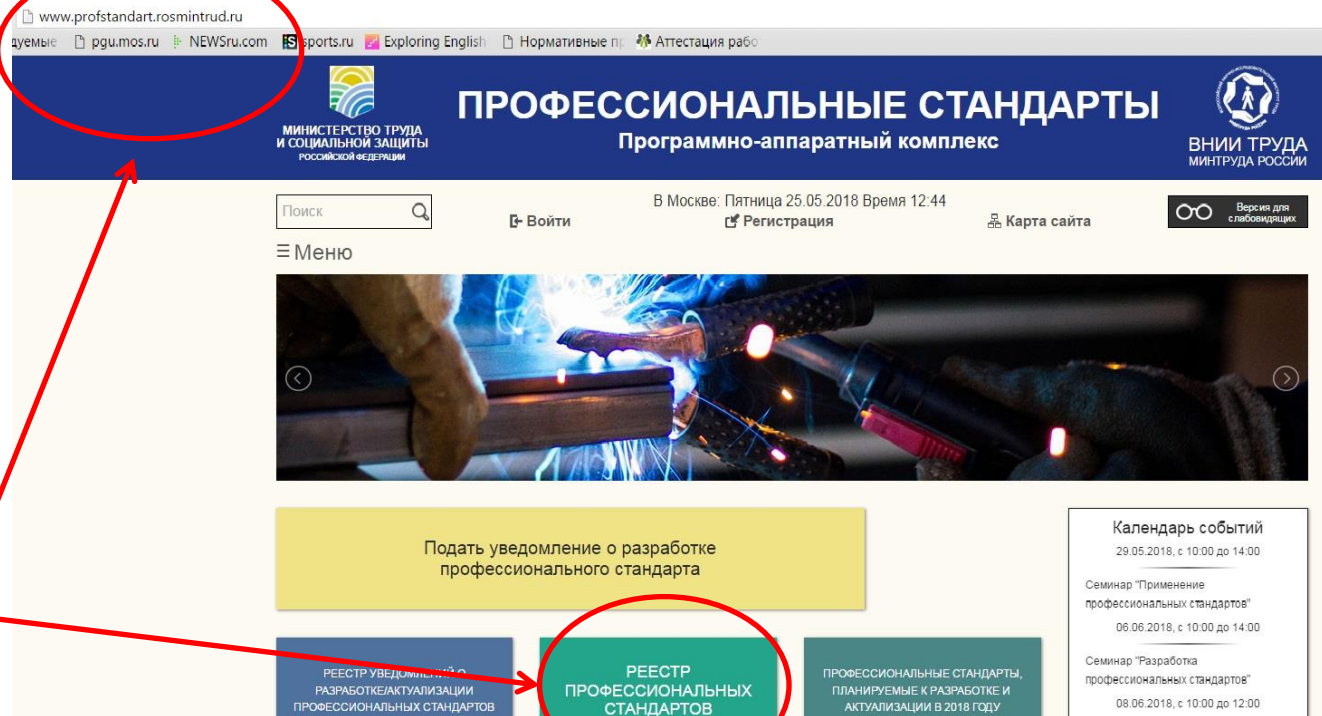 www.profstandart.rosmintrud.ru
дуемые pgu.mos.ru NEWSru.com sports.ru Exploring English Нормативные пр Аттестация рабо
МИНИСТЕРСТВО ТРУДА
И СОЦИАЛЬНОЙ ЗАЩИТЫ
РОССИЙСКОЙ ФЕДЕРАЦИИ
ПРОФЕССИОНАЛЬНЫЕ СТАНДАРТЫ
Программно-аппаратный комплекс
ВНИИ ТРУДА
МИНТРУДА РОССИИ
Поиск
В Москве: Пятница 25.05.2018 Время 12:44
Войти Регистрация Карта сайта
Версия для
слабовидящих
Меню
Подать уведомление о разработке
профессионального стандарта
РЕЕСТР УВЕДОМЛЕНИЙ О
РАЗРАБОТКЕ/АКТУАЛИЗАЦИИ
ПРОФЕССИОНАЛЬНЫХ СТАНДАРТОВ
РЕЕСТР
ПРОФЕССИОНАЛЬНЫХ
СТАНДАРТОВ
ПРОФЕССИОНАЛЬНЫЕ СТАНДАРТЫ,
ПЛАНИРУЕМЫЕ К РАЗРАБОТКЕ И
АКТУАЛИЗАЦИИ В 2018 ГОДУ
Календарь событий
29.05.2018, с 10:00 до 14:00
Семинар "Применение
профессиональных стандартов"
06.06.2018, с 10:00 до 14:00
Семинар "Разработка
профессиональных стандартов"
08.06.2018, с 10:00 до 12:00